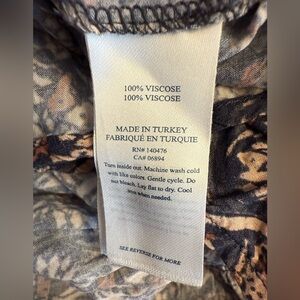 100% VISCOSE
100% VISCOSE
MADE IN TURKEY
FABRIQUÉ EN TURQUIE
RN# 140476
CA# 06894
Turn inside out. Machine wash cold
with like colors. Gentle cycle. Do
not bleach. Lay flat to dry. Cool
iron when needed.
SEE REVERSE FOR MORE